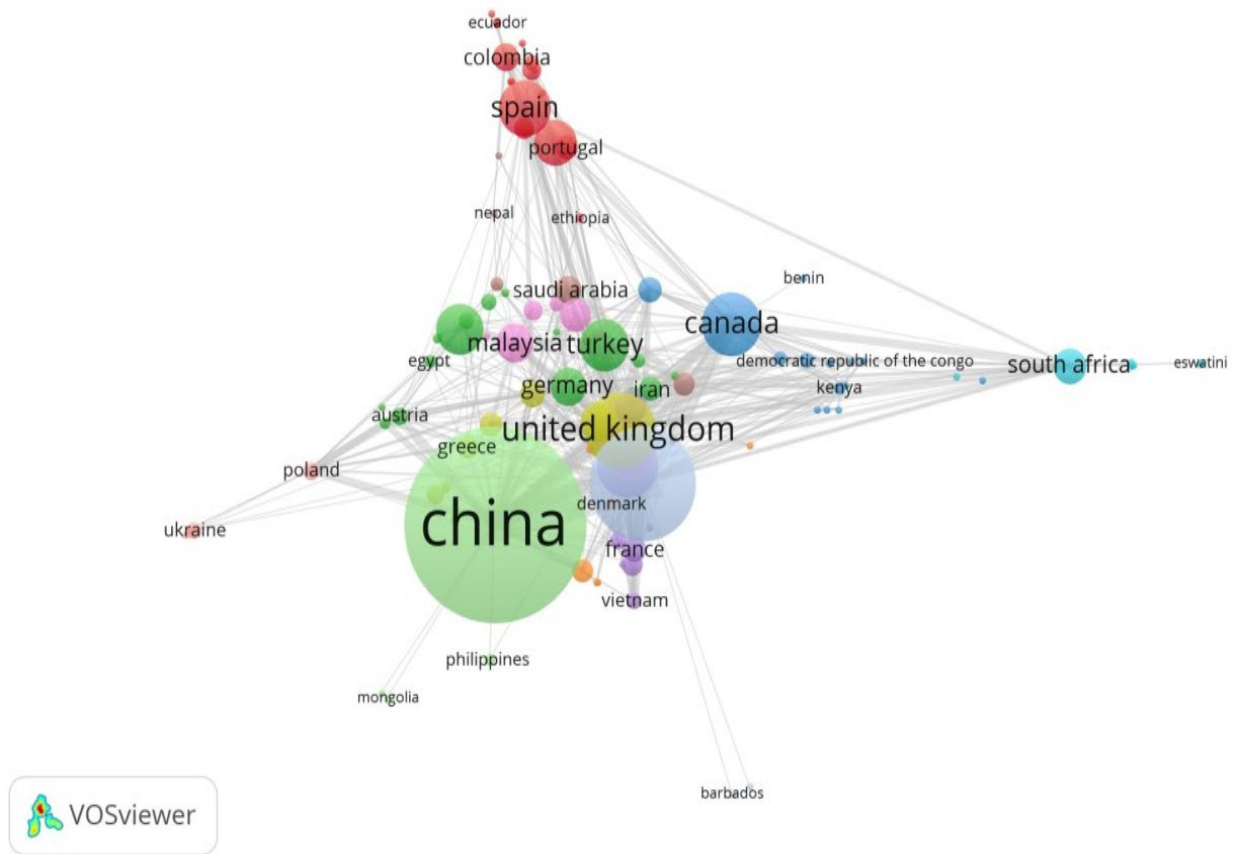 ecuador
colombia
spain
portugal
nepal
ethiopia
saudi arabia
benin
canada
malaysia
turkey
egypt
democratic republic of the congo
south africa
eswatini
germany
iran
kenya
austria
united kingdom
greece
poland
denmark
china
ukraine
france
vietnam
philippines
mongolia
barbados
VOSviewer